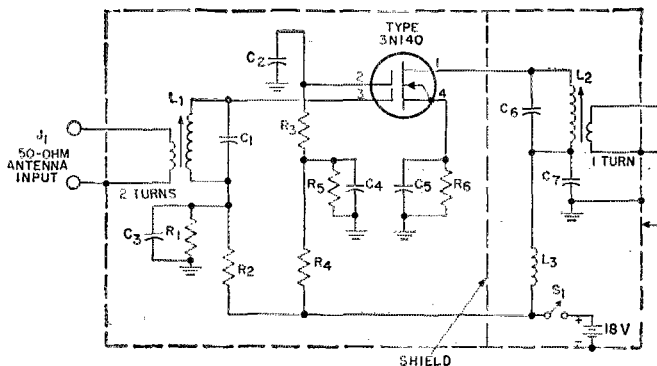 TYPE
3N140
C2
1
2
3
4
L1
L2
C1
R3
C6
J1
50-OHM
ANTENNA
INPUT
2 TURNS
1 TURN
R5
C4
C5
R6
C7
C3
R1
R2
R4
L3
S1
+
18 V
-
SHIELD